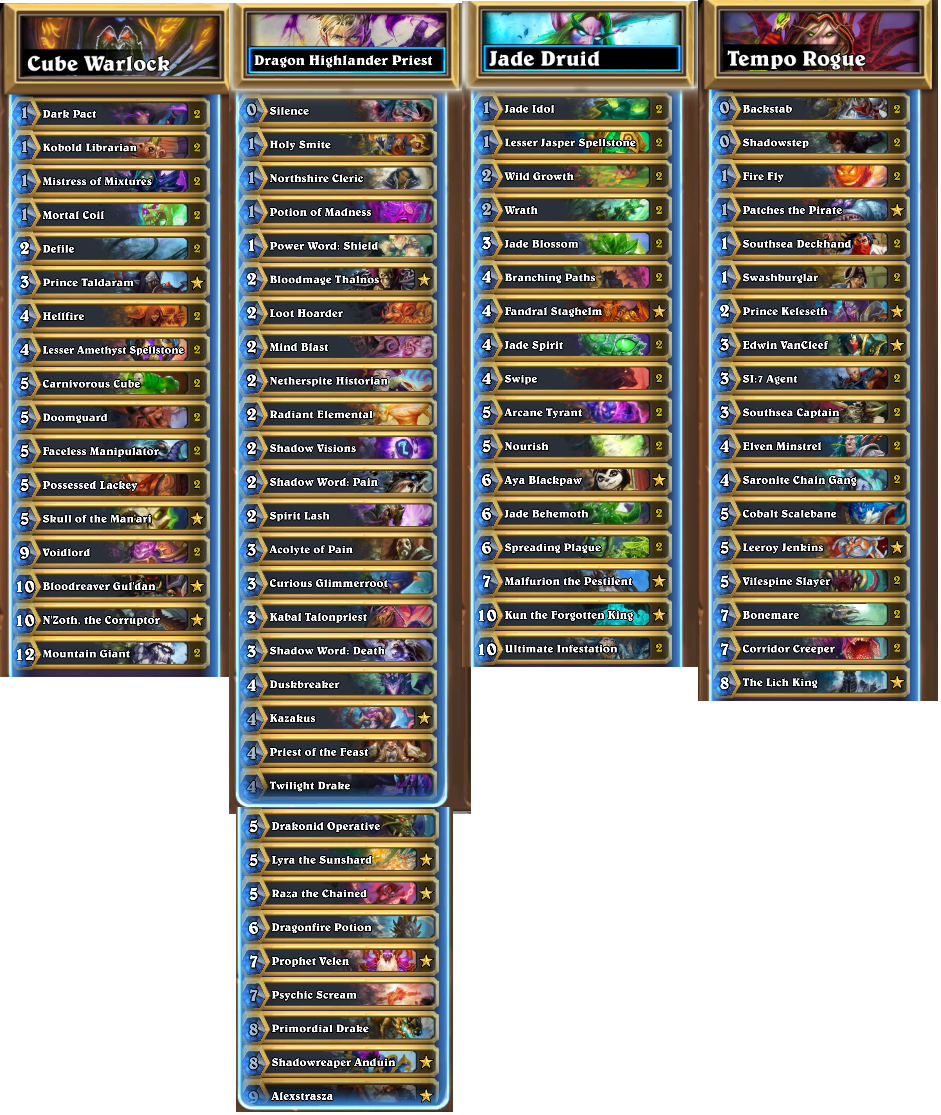 Cube Warlock
1 Dark Pact 2
1 Kobold Librarian 2
1 Mistress of Mixtures 2
1 Mortal Coil 2
2 Defile 2
3 Prince Taldaram
4 Hellfire 2
4 Lesser Amethyst Spellstone 2
5 Carnivorous Cube 2
5 Doomguard 2
5 Faceless Manipulator 2
5 Possessed Lackey 2
5 Skull of the Man'ari
9 Voidlord 2
10 Bloodreaver Gul'dan
10 N'Zoth, the Corruptor
12 Mountain Giant 2
Dragon Highlander Priest
0 Silence
1 Holy Smite
1 Northshire Cleric
1 Potion of Madness
1 Power Word: Shield
2 Bloodmage Thalnos
2 Loot Hoarder
2 Mind Blast
2 Netherspite Historian
2 Radiant Elemental
2 Shadow Visions
2 Shadow Word: Pain
2 Spirit Lash
3 Acolyte of Pain
3 Curious Glimmerroot
3 Kabal Talonpriest
3 Shadow Word: Death
4 Duskbreaker
4 Kazakus
4 Priest of the Feast
4 Twilight Drake
5 Drakonid Operative
5 Lyra the Sunshard
5 Raza the Chained
6 Dragonfire Potion
7 Prophet Velen
7 Psychic Scream
8 Primordial Drake
8 Shadowreaper Anduin
9 Alexstrasza
Jade Druid
1 Jade Idol 2
1 Lesser Jasper Spellstone 2
2 Wild Growth 2
2 Wrath 2
3 Jade Blossom 2
4 Branching Paths 2
4 Fandral Staghelm
4 Jade Spirit 2
4 Swipe 2
5 Arcane Tyrant 2
5 Nourish 2
6 Aya Blackpaw
6 Jade Behemoth 2
6 Spreading Plague 2
7 Malfurion the Pestilent
10 Kun the Forgotten King
10 Ultimate Infestation 2
Tempo Rogue
0 Backstab 2
0 Shadowstep 2
1 Fire Fly 2
1 Patches the Pirate
1 Southsea Deckhand 2
1 Swashburglar 2
2 Prince Keleseth
3 Edwin VanCleef
3 SI:7 Agent 2
3 Southsea Captain 2
4 Elven Minstrel 2
4 Saronite Chain Gang 2
5 Cobalt Scalebane
5 Leeroy Jenkins
5 Vilespine Slayer 2
7 Bonemare 2
7 Corridor Creeper 2
8 The Lich King